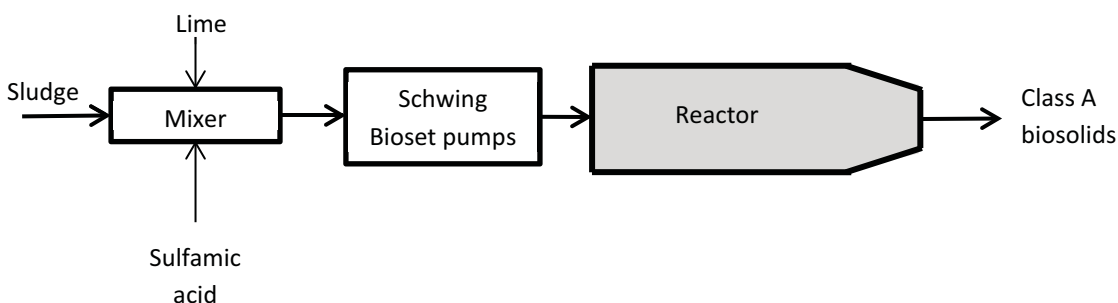 Lime
Sludge
Mixer
Sulfamic
acid
Schwing
Bioset pumps
Reactor
Class A
biosolids